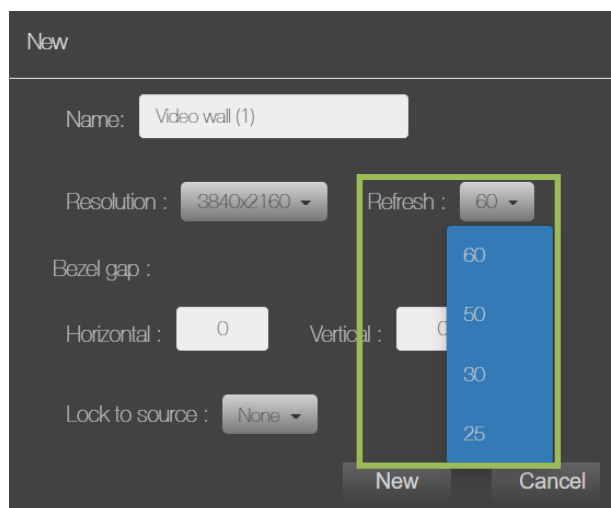 New
Name: Video wall (1)
Resolution : 3840x2160 Refresh : 60
60
Bezel gap :
50
Horizontal : 0 Vertical : 0
30
Lock to source : None
25
New Cancel